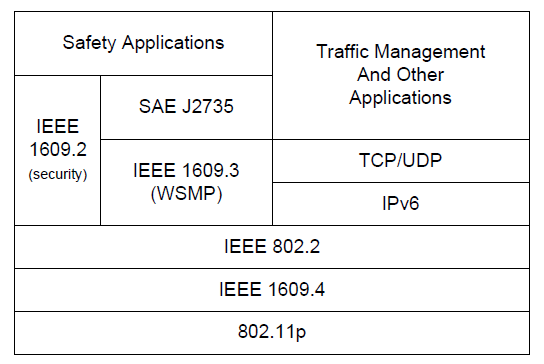 Safety Applications
Traffic Management
And Other
Applications
IEEE
1609.2
(security)
SAE J2735
IEEE 1609.3
(WSMP)
TCP/UDP
IPv6
IEEE 802.2
IEEE 1609.4
802.11p